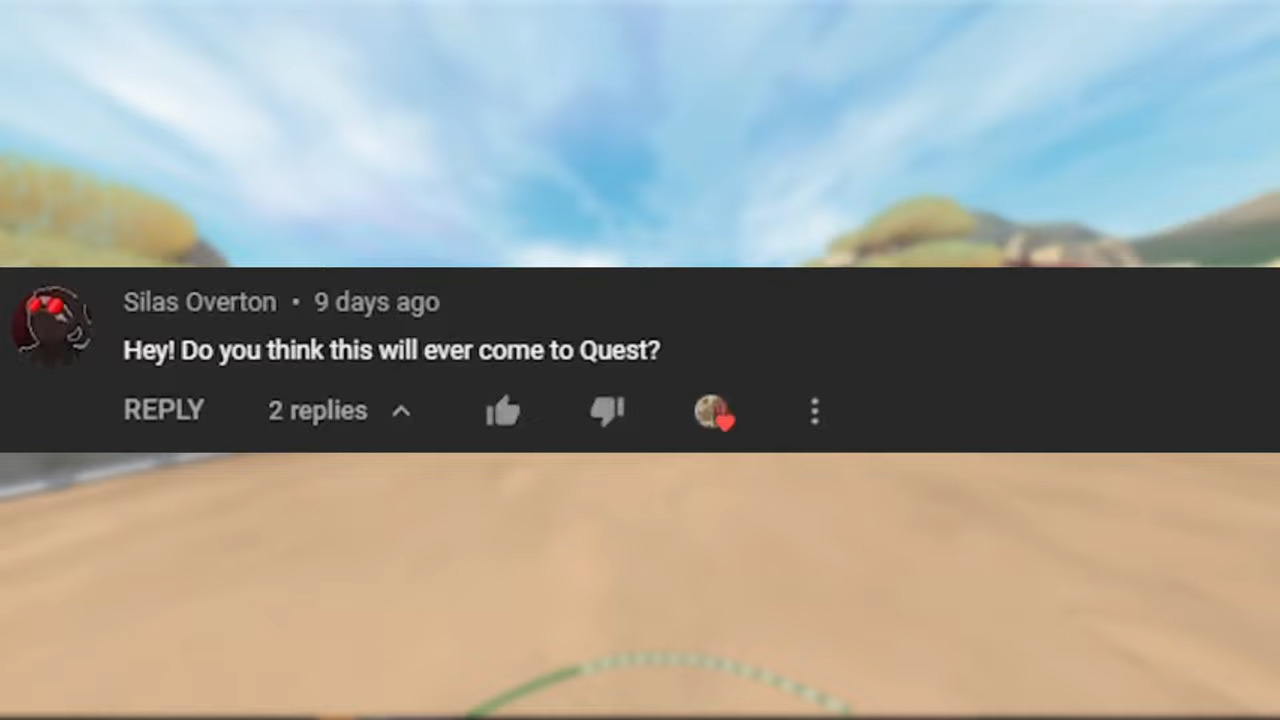 Silas Overton • 9 days ago
Hey! Do you think this will ever come to Quest?
REPLY 2 replies